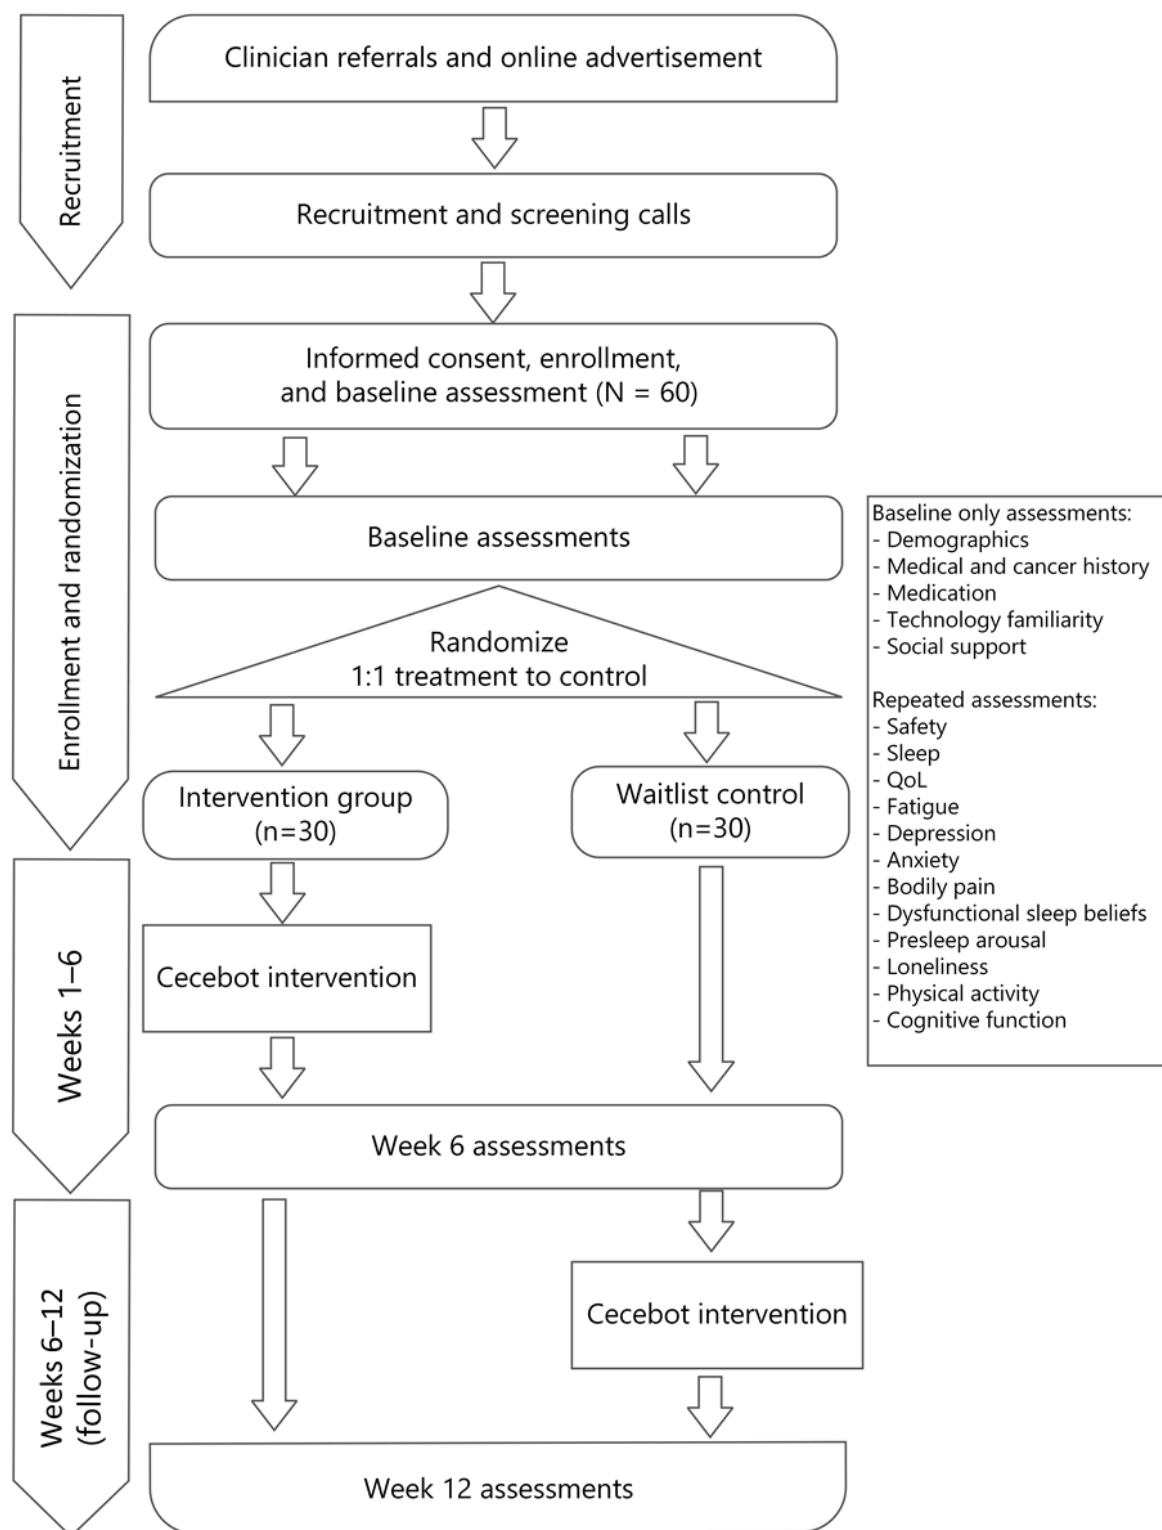 Recruitment
Clinician referrals and online advertisement
Recruitment and screening calls
Enrollment and randomization
Informed consent, enrollment,
and baseline assessment (N = 60)
Baseline assessments
Randomize
1:1 treatment to control
Intervention group
(n=30)
Waitlist control
(n=30)
Baseline only assessments:
- Demographics
- Medical and cancer history
- Medication
- Technology familiarity
- Social support
Repeated assessments:
- Safety
- Sleep
- QoL
- Fatigue
- Depression
- Anxiety
- Bodily pain
- Dysfunctional sleep beliefs
- Presleep arousal
- Loneliness
- Physical activity
- Cognitive function
Weeks 1–6
Cecebot intervention
Week 6 assessments
Weeks 6–12
(follow-up)
Cecebot intervention
Week 12 assessments